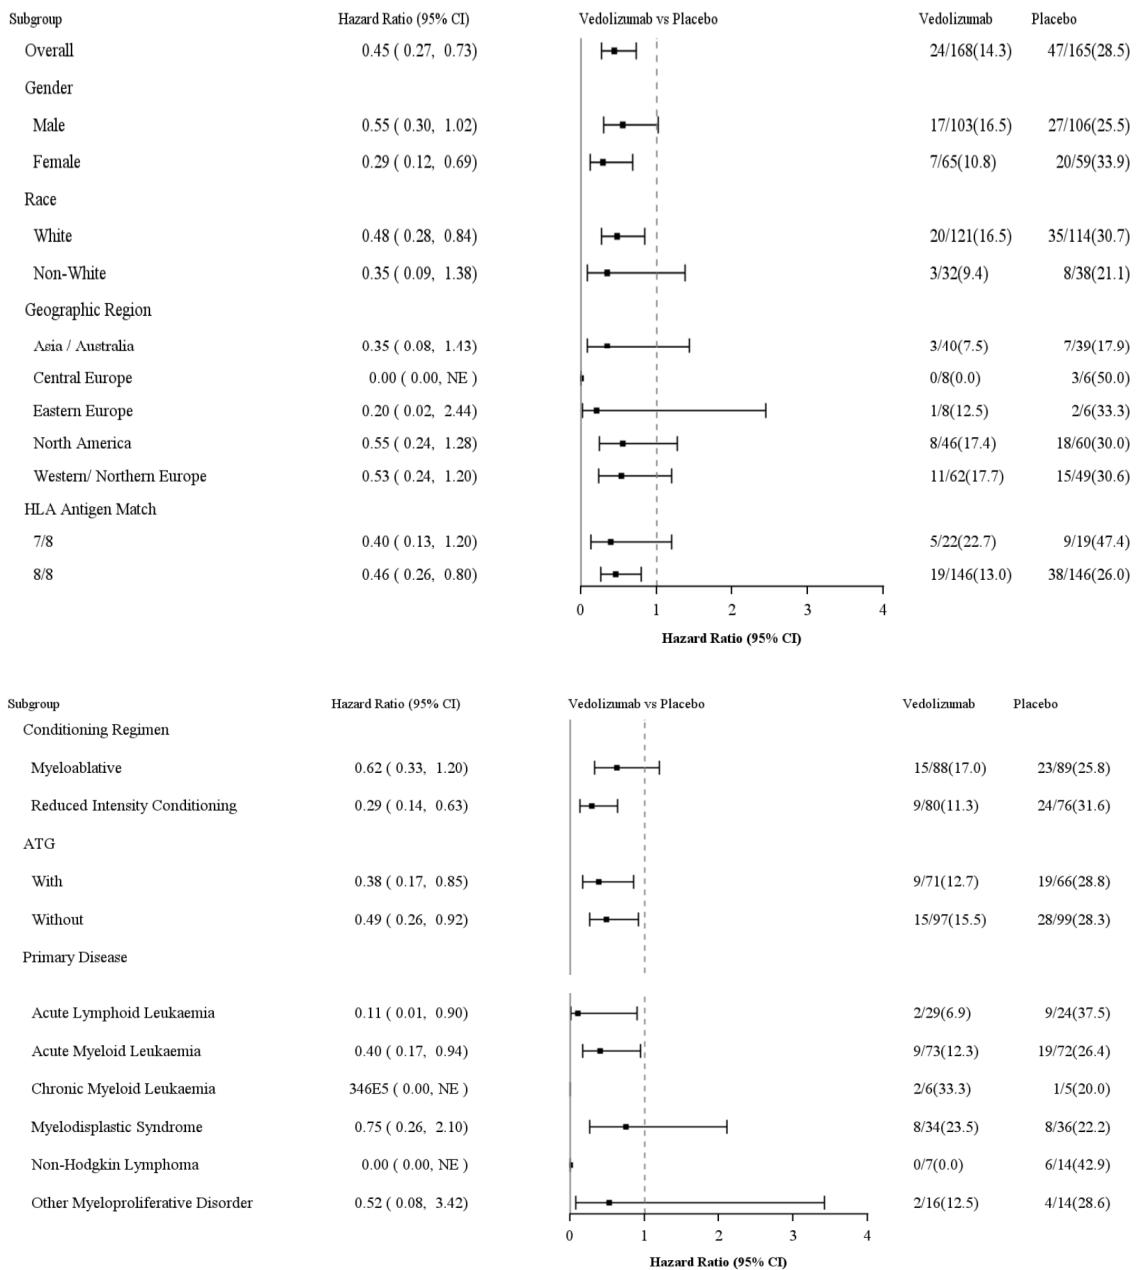 Subgroup Hazard Ratio (95% CI) Vedolizumab vs Placebo Vedolizumab Placebo
Overall 0.45 ( 0.27, 0.73) 24/168(14.3) 47/165(28.5)
Gender
Male 0.55 ( 0.30, 1.02) 17/103(16.5) 27/106(25.5)
Female 0.29 ( 0.12, 0.69) 7/65(10.8) 20/59(33.9)
Race
White 0.48 ( 0.28, 0.84) 20/121(16.5) 35/114(30.7)
Non-White 0.35 ( 0.09, 1.38) 3/32(9.4) 8/38(21.1)
Geographic Region
Asia / Australia 0.35 ( 0.08, 1.43) 3/40(7.5) 7/39(17.9)
Central Europe 0.00 ( 0.00, NE ) 0/8(0.0) 3/6(50.0)
Eastern Europe 0.20 ( 0.02, 2.44) 1/8(12.5) 2/6(33.3)
North America 0.55 ( 0.24, 1.28) 8/46(17.4) 18/60(30.0)
Western/ Northern Europe 0.53 ( 0.24, 1.20) 11/62(17.7) 15/49(30.6)
HLA Antigen Match
7/8 0.40 ( 0.13, 1.20) 5/22(22.7) 9/19(47.4)
8/8 0.46 ( 0.26, 0.80) 19/146(13.0) 38/146(26.0)
0 1 2 3 4
Hazard Ratio (95% CI)
Subgroup Hazard Ratio (95% CI) Vedolizumab vs Placebo Vedolizumab Placebo
Conditioning Regimen
Myeloablative 0.62 ( 0.33, 1.20) 15/88(17.0) 23/89(25.8)
Reduced Intensity Conditioning 0.29 ( 0.14, 0.63) 9/80(11.3) 24/76(31.6)
ATG
With 0.38 ( 0.17, 0.85) 9/71(12.7) 19/66(28.8)
Without 0.49 ( 0.26, 0.92) 15/97(15.5) 28/99(28.3)
Primary Disease
Acute Lymphoid Leukaemia 0.11 ( 0.01, 0.90) 2/29(6.9) 9/24(37.5)
Acute Myeloid Leukaemia 0.40 ( 0.17, 0.94) 9/73(12.3) 19/72(26.4)
Chronic Myeloid Leukaemia 346E5 ( 0.00, NE ) 2/6(33.3) 1/5(20.0)
Myelodisplastic Syndrome 0.75 ( 0.26, 2.10) 8/34(23.5) 8/36(22.2)
Non-Hodgkin Lymphoma 0.00 ( 0.00, NE ) 0/7(0.0) 6/14(42.9)
Other Myeloproliferative Disorder 0.52 ( 0.08, 3.42) 2/16(12.5) 4/14(28.6)
0 1 2 3 4
Hazard Ratio (95% CI)